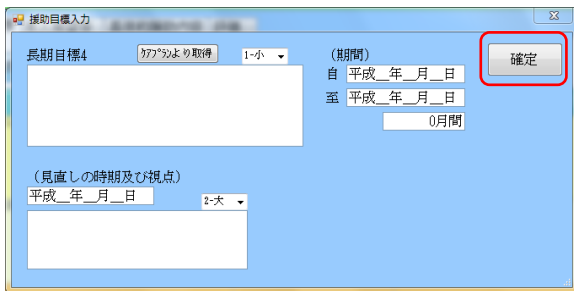 援助目標入力
長期目標4 ｹｱﾌﾟﾗﾝより取得 1-小
(期間)
確定
自 平成__年__月__日
至 平成__年__月__日
0月間
(見直しの時期及び視点)
平成__年__月__日 2-大